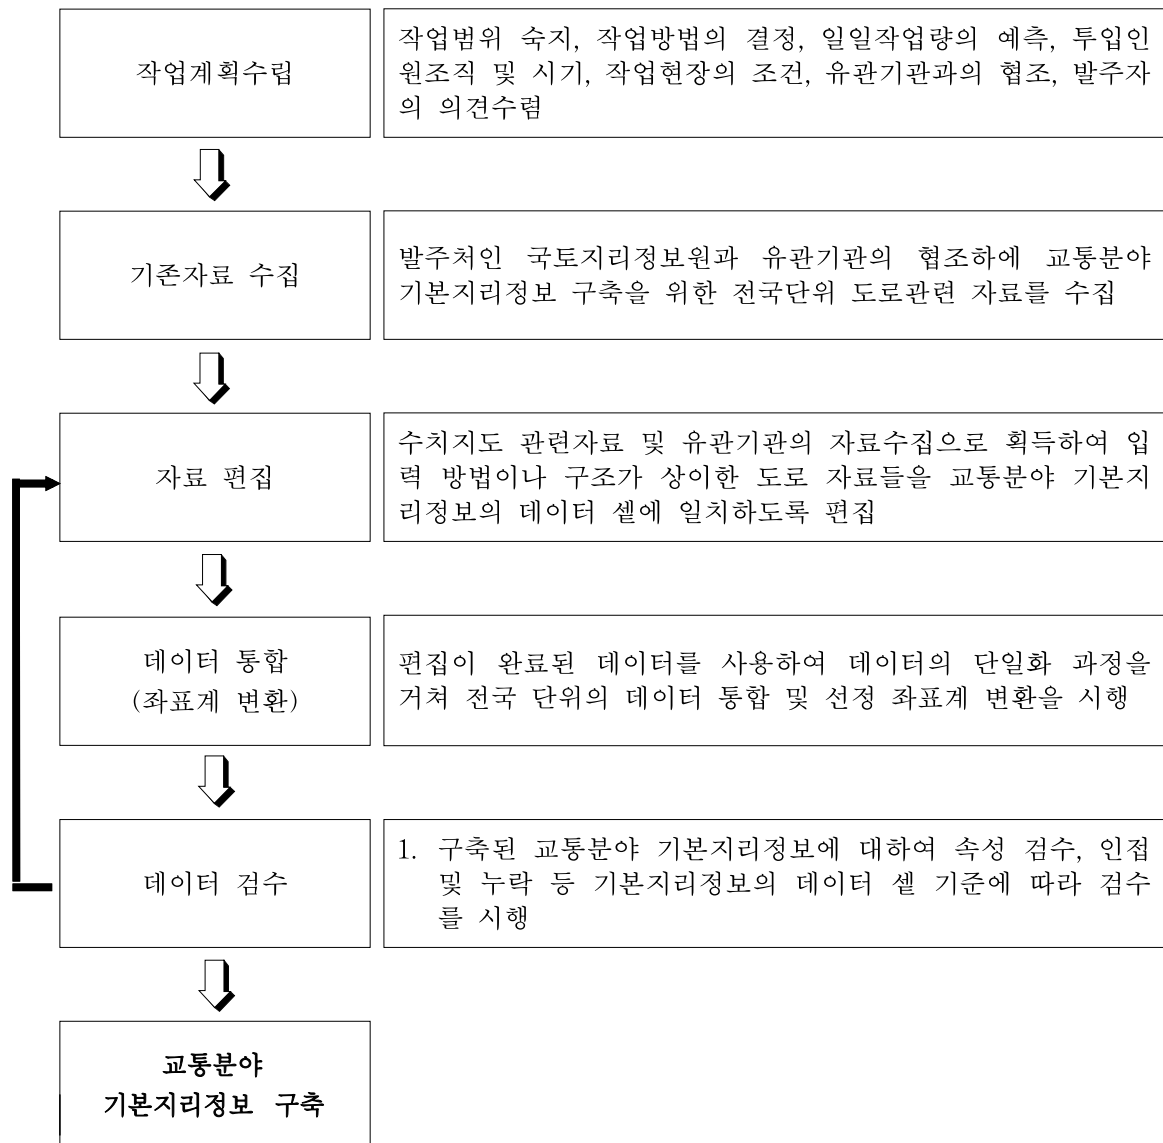 작업계획수립
작업범위 숙지, 작업방법의 결정, 일일작업량의 예측, 투입인
원조직 및 시기, 작업현장의 조건, 유관기관과의 협조, 발주자
의 의견수렴
기존자료 수집
발주처인 국토지리정보원과 유관기관의 협조하에 교통분야
기본지리정보 구축을 위한 전국단위 도로관련 자료를 수집
자료 편집
수치지도 관련자료 및 유관기관의 자료수집으로 획득하여 입
력 방법이나 구조가 상이한 도로 자료들을 교통분야 기본지
리정보의 데이터 셀에 일치하도록 편집
데이터 통합
(좌표계 변환)
편집이 완료된 데이터를 사용하여 데이터의 단일화 과정을
거쳐 전국 단위의 데이터 통합 및 선정 좌표계 변환을 시행
데이터 검수
1. 구축된 교통분야 기본지리정보에 대하여 속성 검수, 인접
및 누락 등 기본지리정보의 데이터 셀 기준에 따라 검수
를 시행
교통분야
기본지리정보 구축